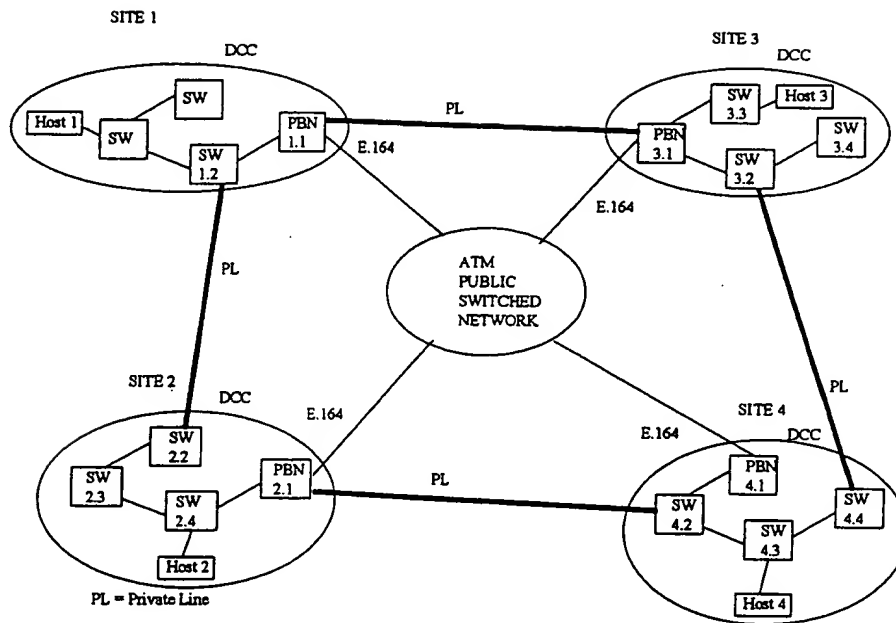 SITE 1
DCC
SW
Host 1
SW
SW
1.2
PBN
1.1
PL
E.164
SITE 3
DCC
SW
3.3
Host 3
PBN
3.1
SW
3.4
SW
3.2
E.164
ATM
PUBLIC
SWITCHED
NETWORK
PL
PL
SITE 2
DCC
SW
2.2
SW
2.3
SW
2.4
PBN
2.1
Host 2
E.164
PL
SITE 4
DCC
E.164
PBN
4.1
SW
4.2
SW
4.3
SW
4.4
Host 4
PL = Private Line